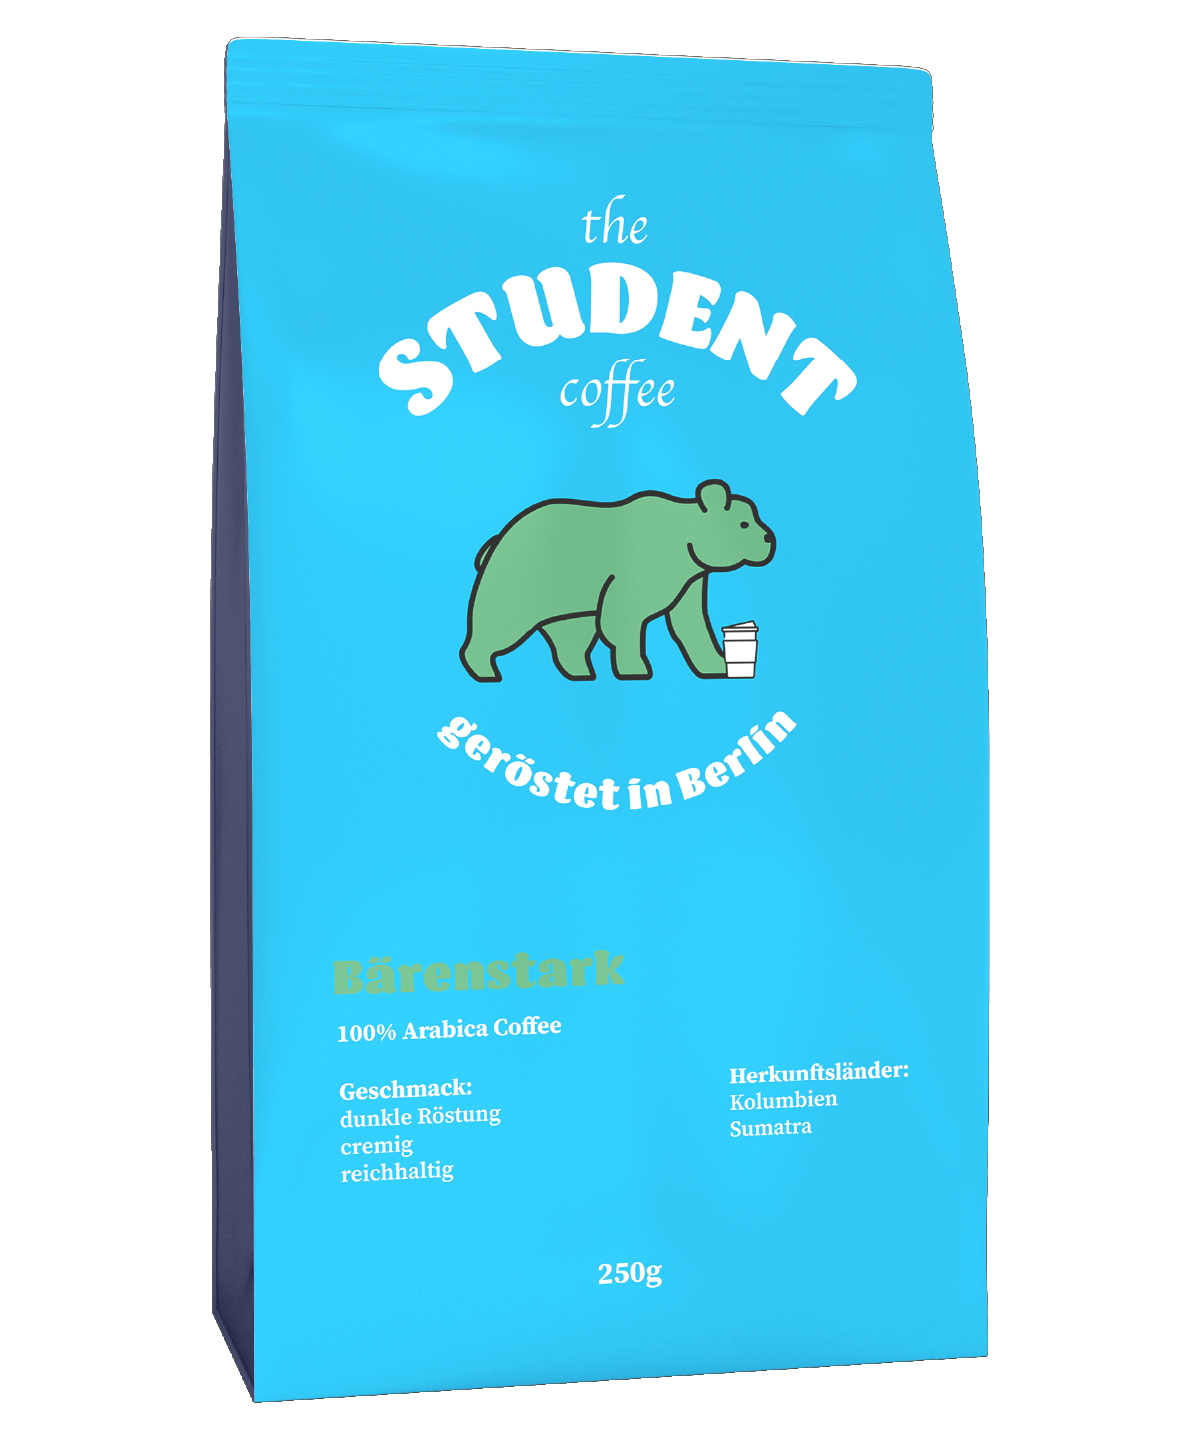 the
STUDENT
coffee
geröstet in Berlin
Bärenstark
100% Arabica Coffee
Geschmack:
dunkle Röstung
cremig
reichhaltig
Herkunftsländer:
Kolumbien
Sumatra
250g